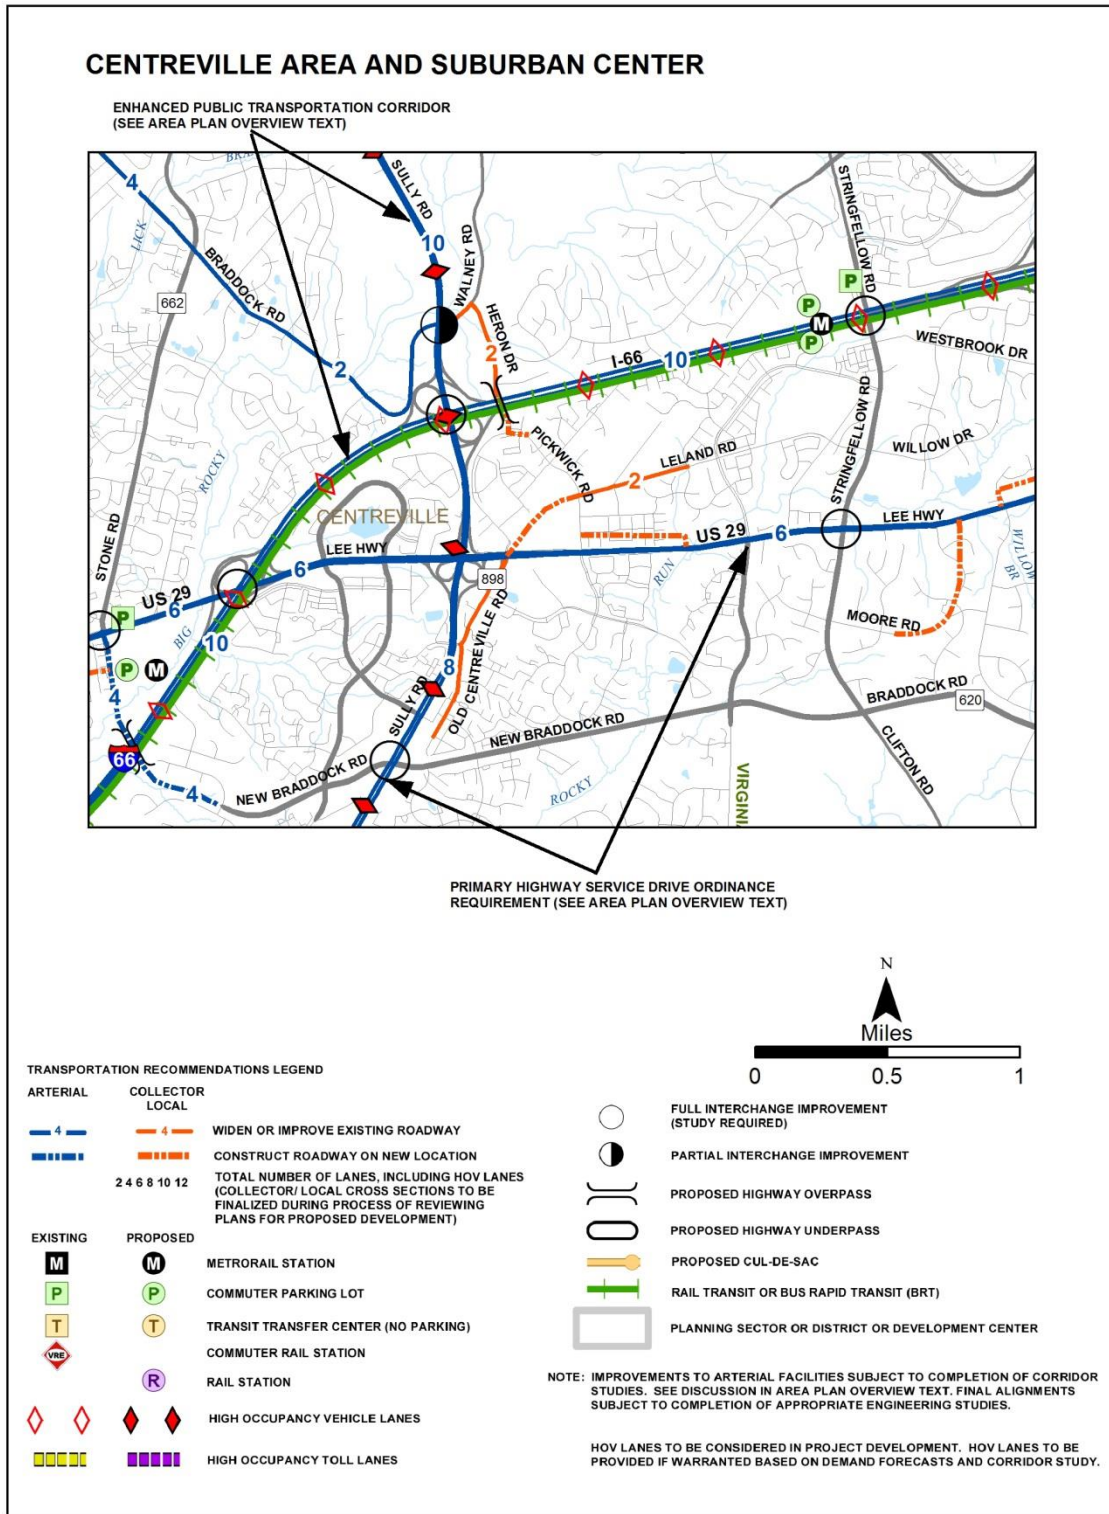 CENTREVILLE AREA AND SUBURBAN CENTER
ENHANCED PUBLIC TRANSPORTATION CORRIDOR
(SEE AREA PLAN OVERVIEW TEXT)
4
LICK
BRADDOCK RD
662
2
SULLY RD
10
WALNEY RD
HERON DR
2
STRINGFELLOW RD
P
P
M
P
I-66
10
WESTBROOK DR
PICKWICK RD
LELAND RD
2
STRINGFELLOW RD
WILLOW DR
ROCKY
CENTREVILLE
STONE RD
LEE HWY
6
US 29
6
LEE HWY
WILLOW
BR
RUN
898
US 29
6
P
BIG
10
P
M
4
66
4
8
SULLY RD
OLD CENTREVILLE RD
MOORE RD
BRADDOCK RD
620
NEW BRADDOCK RD
NEW BRADDOCK RD
CLIFTON RD
ROCKY
VIRGINI
PRIMARY HIGHWAY SERVICE DRIVE ORDINANCE
REQUIREMENT (SEE AREA PLAN OVERVIEW TEXT)
N
Miles
0 0.5 1
TRANSPORTATION RECOMMENDATIONS LEGEND
ARTERIAL
COLLECTOR
LOCAL
4 4 WIDEN OR IMPROVE EXISTING ROADWAY
CONSTRUCT ROADWAY ON NEW LOCATION
2 4 6 8 10 12 TOTAL NUMBER OF LANES, INCLUDING HOV LANES
(COLLECTOR/ LOCAL CROSS SECTIONS TO BE
FINALIZED DURING PROCESS OF REVIEWING
PLANS FOR PROPOSED DEVELOPMENT)
EXISTING PROPOSED
M M METRORAIL STATION
P P COMMUTER PARKING LOT
T T TRANSIT TRANSFER CENTER (NO PARKING)
VRE COMMUTER RAIL STATION
R RAIL STATION
HIGH OCCUPANCY VEHICLE LANES
HIGH OCCUPANCY TOLL LANES
FULL INTERCHANGE IMPROVEMENT
(STUDY REQUIRED)
PARTIAL INTERCHANGE IMPROVEMENT
PROPOSED HIGHWAY OVERPASS
PROPOSED HIGHWAY UNDERPASS
PROPOSED CUL-DE-SAC
RAIL TRANSIT OR BUS RAPID TRANSIT (BRT)
PLANNING SECTOR OR DISTRICT OR DEVELOPMENT CENTER
NOTE: IMPROVEMENTS TO ARTERIAL FACILITIES SUBJECT TO COMPLETION OF CORRIDOR
STUDIES. SEE DISCUSSION IN AREA PLAN OVERVIEW TEXT. FINAL ALIGNMENTS
SUBJECT TO COMPLETION OF APPROPRIATE ENGINEERING STUDIES.
HOV LANES TO BE CONSIDERED IN PROJECT DEVELOPMENT. HOV LANES TO BE
PROVIDED IF WARRANTED BASED ON DEMAND FORECASTS AND CORRIDOR STUDY.